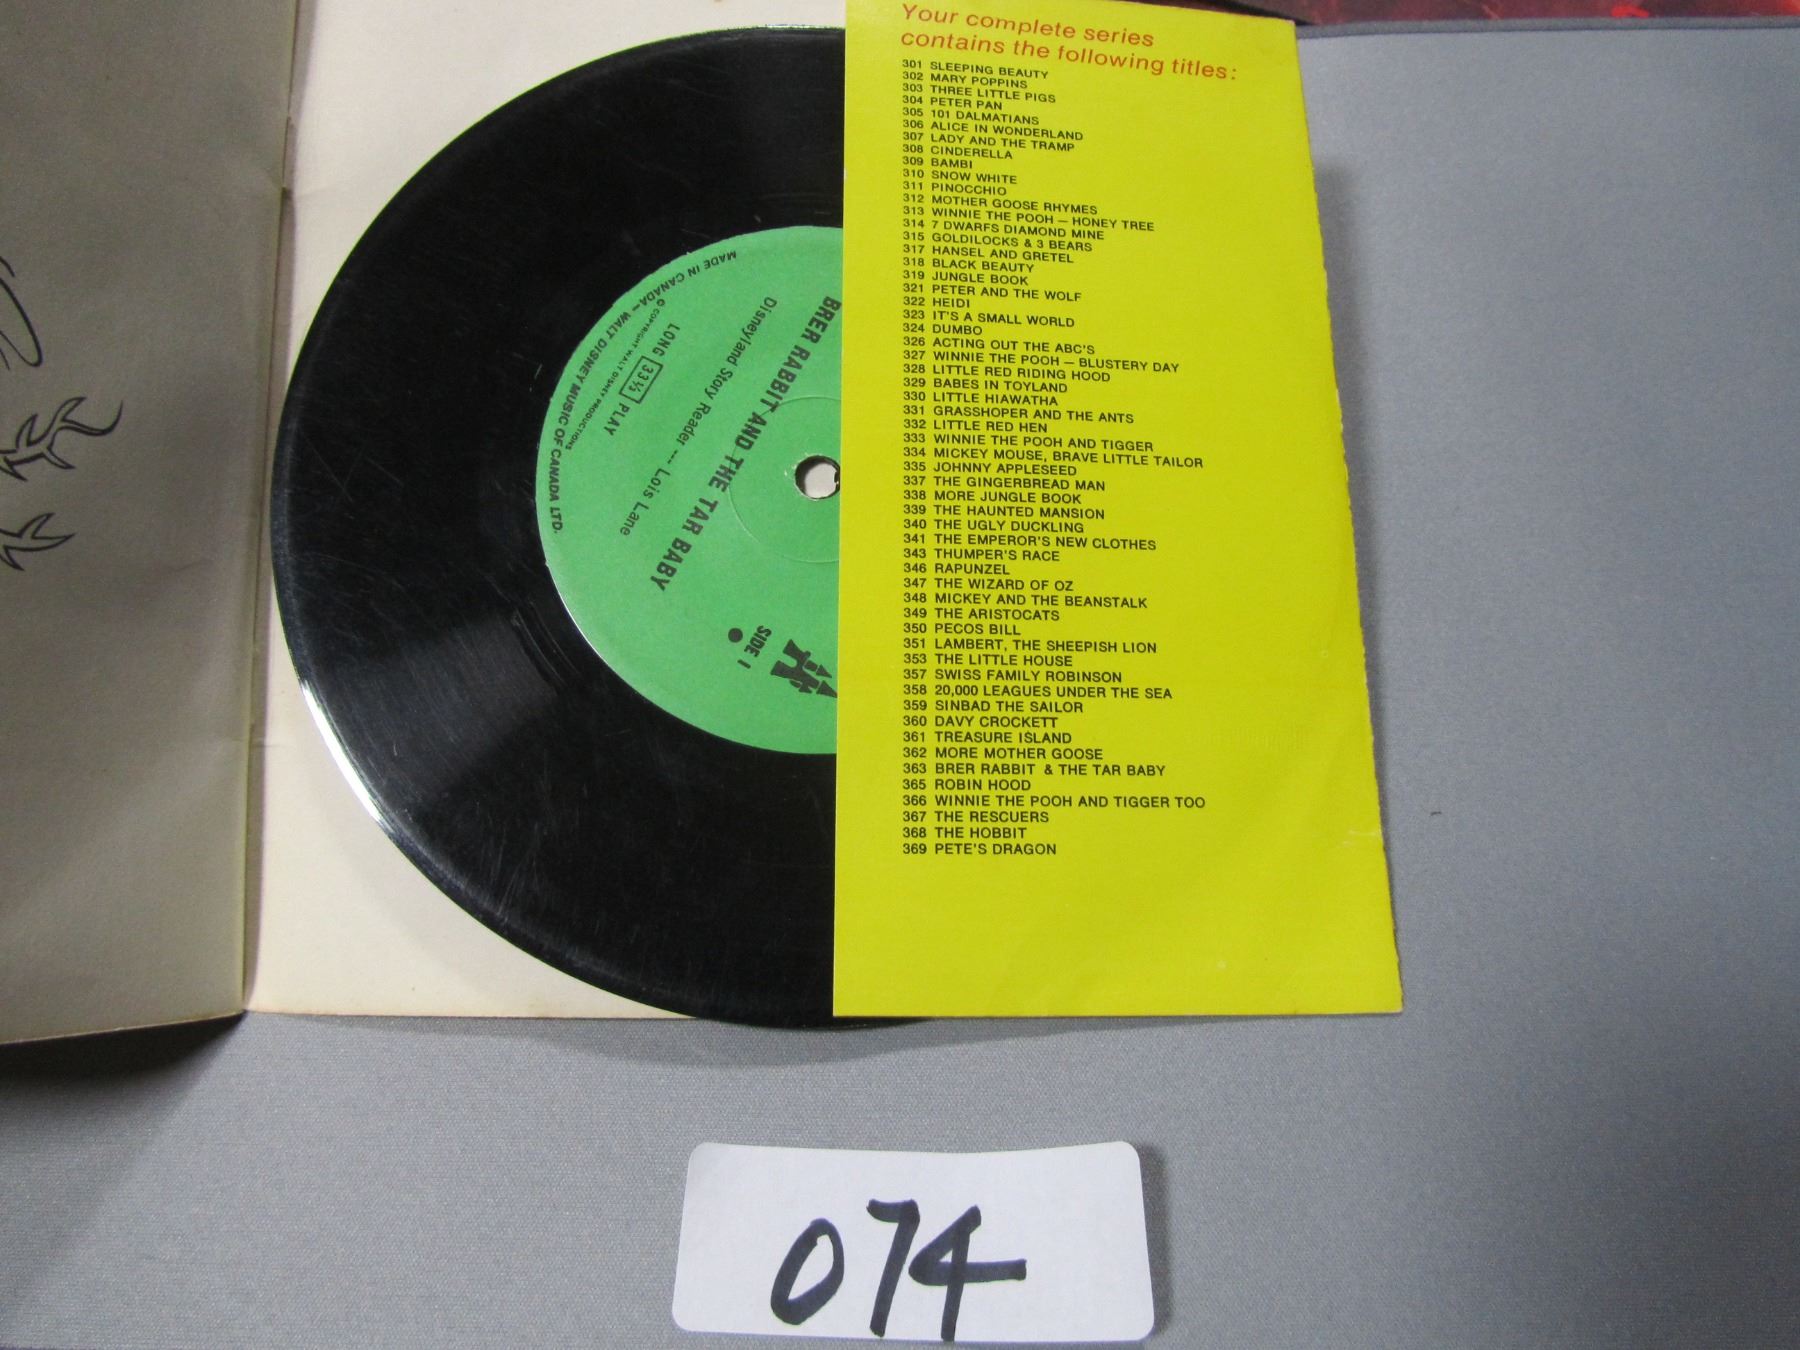 Your complete series
contains the following titles:
301 SLEEPING BEAUTY
302 MARY POPPINS
303 THREE LITTLE PIGS
304 PETER PAN
305 101 DALMATIANS
306 ALICE IN WONDERLAND
307 LADY AND THE TRAMP
308 CINDERELLA
309 BAMBI
310 SNOW WHITE
311 PINOCCHIO
312 MOTHER GOOSE RHYMES
313 WINNIE THE POOH – HONEY TREE
314 7 DWARFS DIAMOND MINE
315 GOLDILOCKS & 3 BEARS
317 HANSEL AND GRETEL
318 BLACK BEAUTY
319 JUNGLE BOOK
321 PETER AND THE WOLF
322 HEIDI
323 IT'S A SMALL WORLD
324 DUMBO
326 ACTING OUT THE ABC'S
327 WINNIE THE POOH – BLUSTERY DAY
328 LITTLE RED RIDING HOOD
329 BABES IN TOYLAND
330 LITTLE HIAWATHA
331 GRASSHOPER AND THE ANTS
332 LITTLE RED HEN
333 WINNIE THE POOH AND TIGGER
334 MICKEY MOUSE, BRAVE LITTLE TAILOR
335 JOHNNY APPLESEED
337 THE GINGERBREAD MAN
338 MORE JUNGLE BOOK
339 THE HAUNTED MANSION
340 THE UGLY DUCKLING
341 THE EMPEROR'S NEW CLOTHES
343 THUMPER'S RACE
346 RAPUNZEL
347 THE WIZARD OF OZ
348 MICKEY AND THE BEANSTALK
349 THE ARISTOCATS
350 PECOS BILL
351 LAMBERT, THE SHEEPISH LION
353 THE LITTLE HOUSE
357 SWISS FAMILY ROBINSON
358 20,000 LEAGUES UNDER THE SEA
359 SINBAD THE SAILOR
360 DAVY CROCKETT
361 TREASURE ISLAND
362 MORE MOTHER GOOSE
363 BRER RABBIT & THE TAR BABY
365 ROBIN HOOD
366 WINNIE THE POOH AND TIGGER TOO
367 THE RESCUERS
368 THE HOBBIT
369 PETE'S DRAGON
SIDE 1
BRER RABBIT AND THE TAR BABY
Disneyland Story Reader — Lois Lane
LONG 33⅓ PLAY
© COPYRIGHT WALT DISNEY PRODUCTIONS
MADE IN CANADA — WALT DISNEY MUSIC OF CANADA LTD.
074